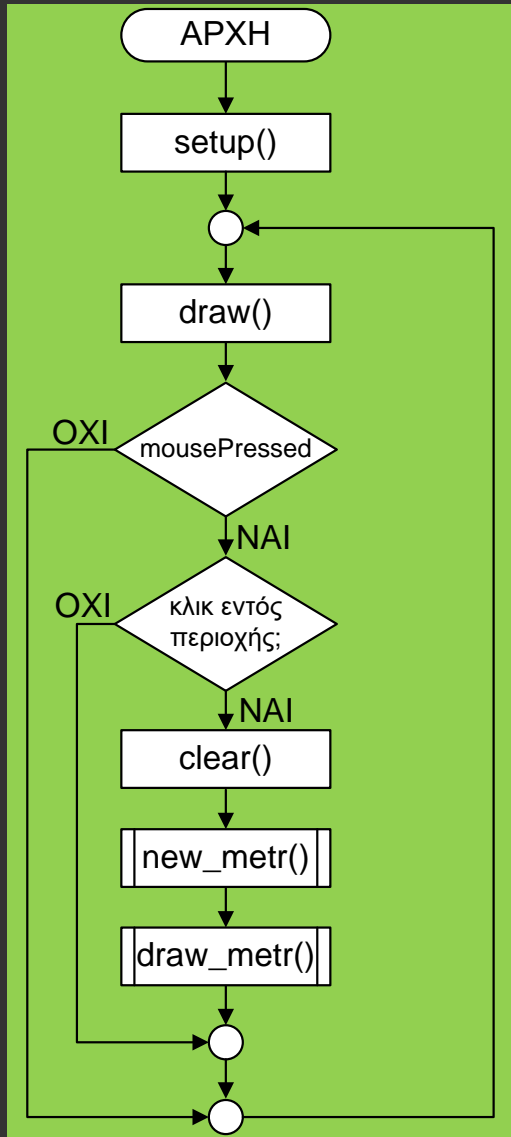 ΑΡΧΗ
setup()
draw()
ΟΧΙ
mousePressed
ΝΑΙ
ΟΧΙ
κλικ εντός
περιοχής;
ΝΑΙ
clear()
new_metr()
draw_metr()